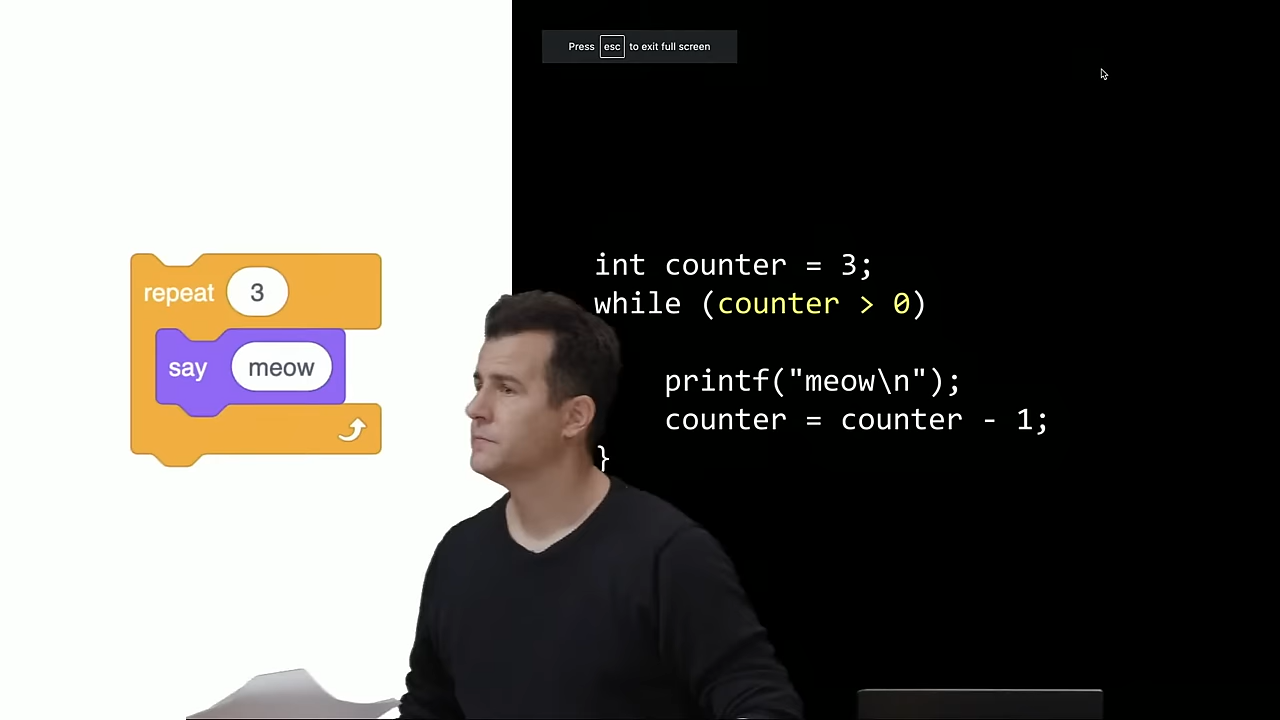 Press esc to exit full screen
repeat 3
say meow
int counter = 3;
while (counter > 0)
printf("meow\n");
counter = counter - 1;
}